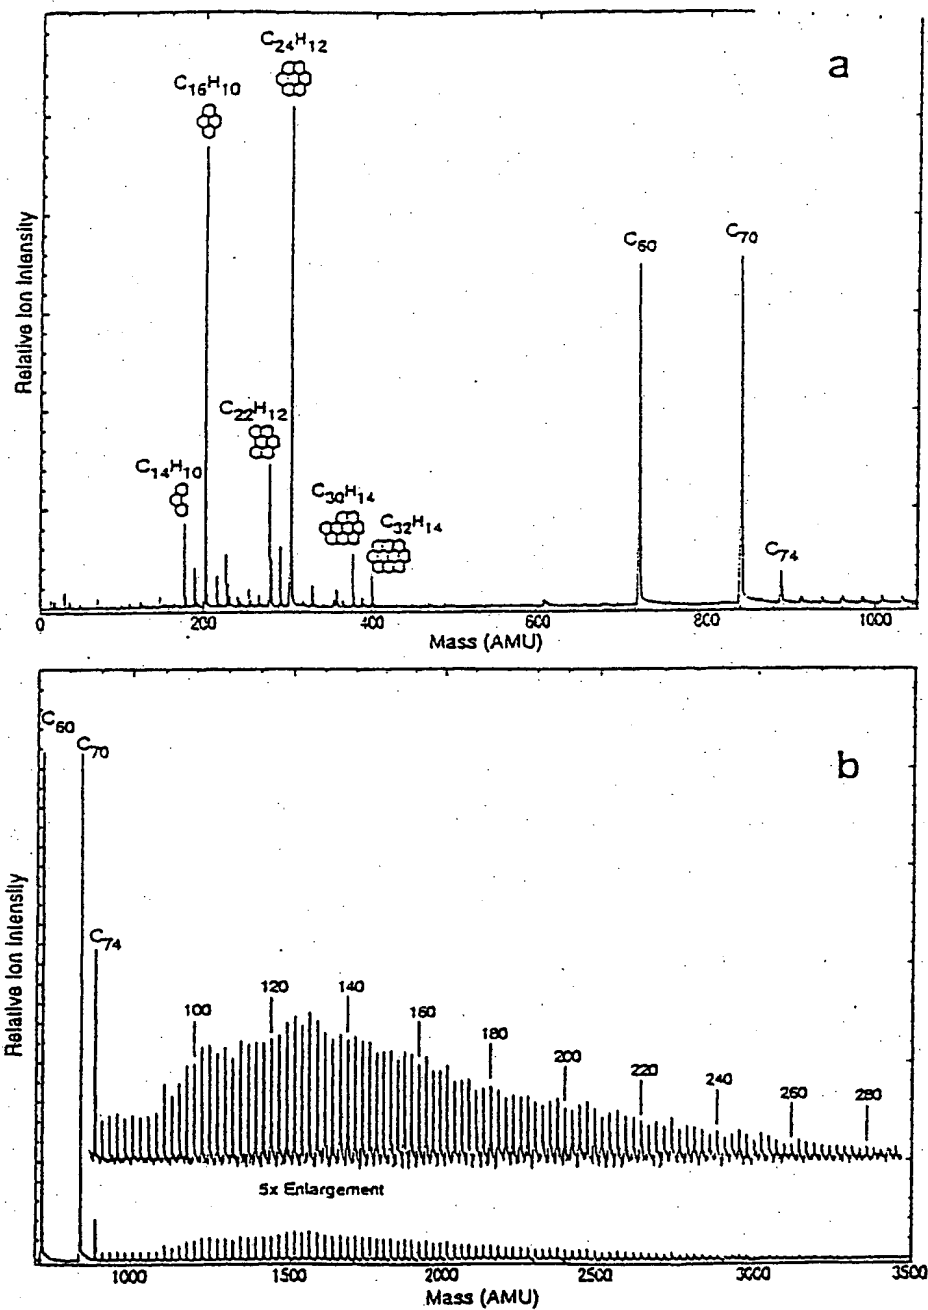 a
C24H12
C16H10
C60
C70
C22H12
C14H10
C30H14
C32H14
C74
Relative Ion Intensity
0 200 400 600 800 1000
Mass (AMU)
b
C60
C70
C74
100 120 140 160 180 200 220 240 260 280
5x Enlargement
Relative Ion Intensity
1000 1500 2000 2500 3000 3500
Mass (AMU)